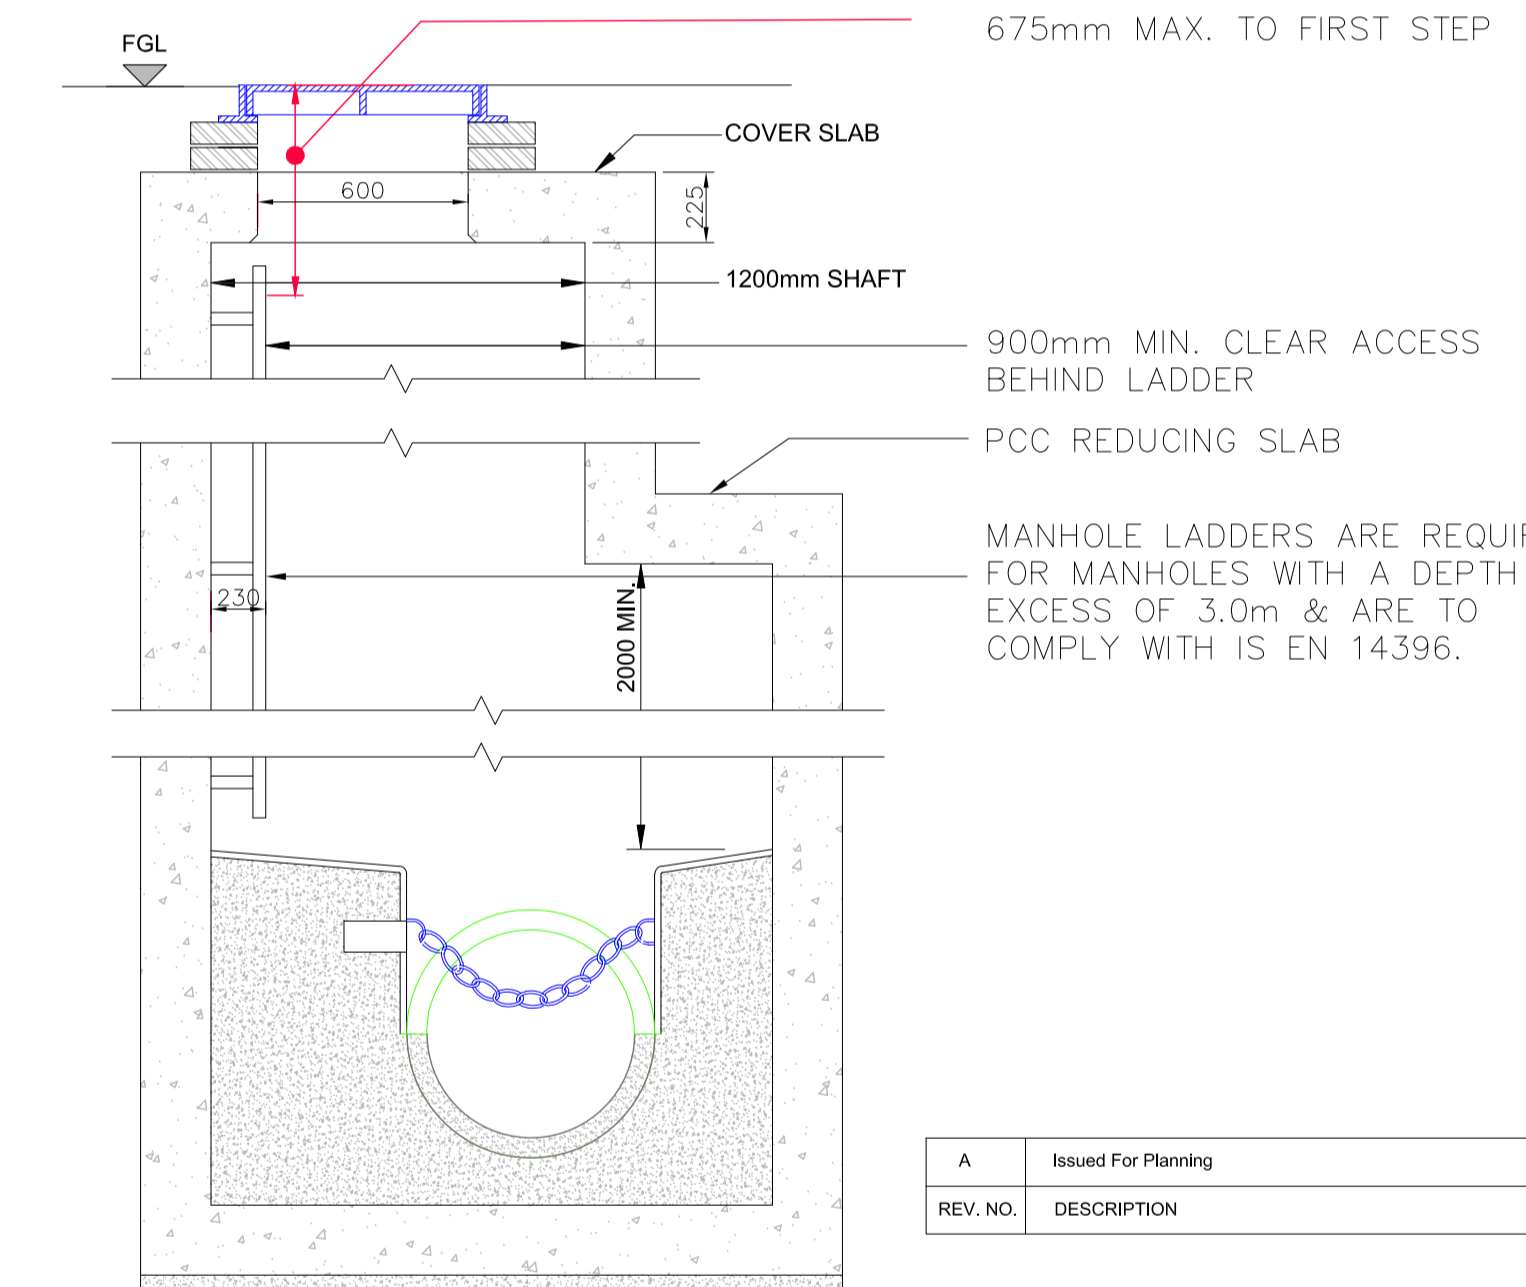 675mm MAX. TO FIRST STEP
FGL
COVER SLAB
600
225
1200mm SHAFT
900mm MIN. CLEAR ACCESS
BEHIND LADDER
PCC REDUCING SLAB
MANHOLE LADDERS ARE
FOR MANHOLES WITH A DEPTH
EXCESS OF 3.0m & ARE TO
COMPLY WITH IS EN 14396.
230
2000 MIN.
A Issued For Planning
REV. NO. DESCRIPTION